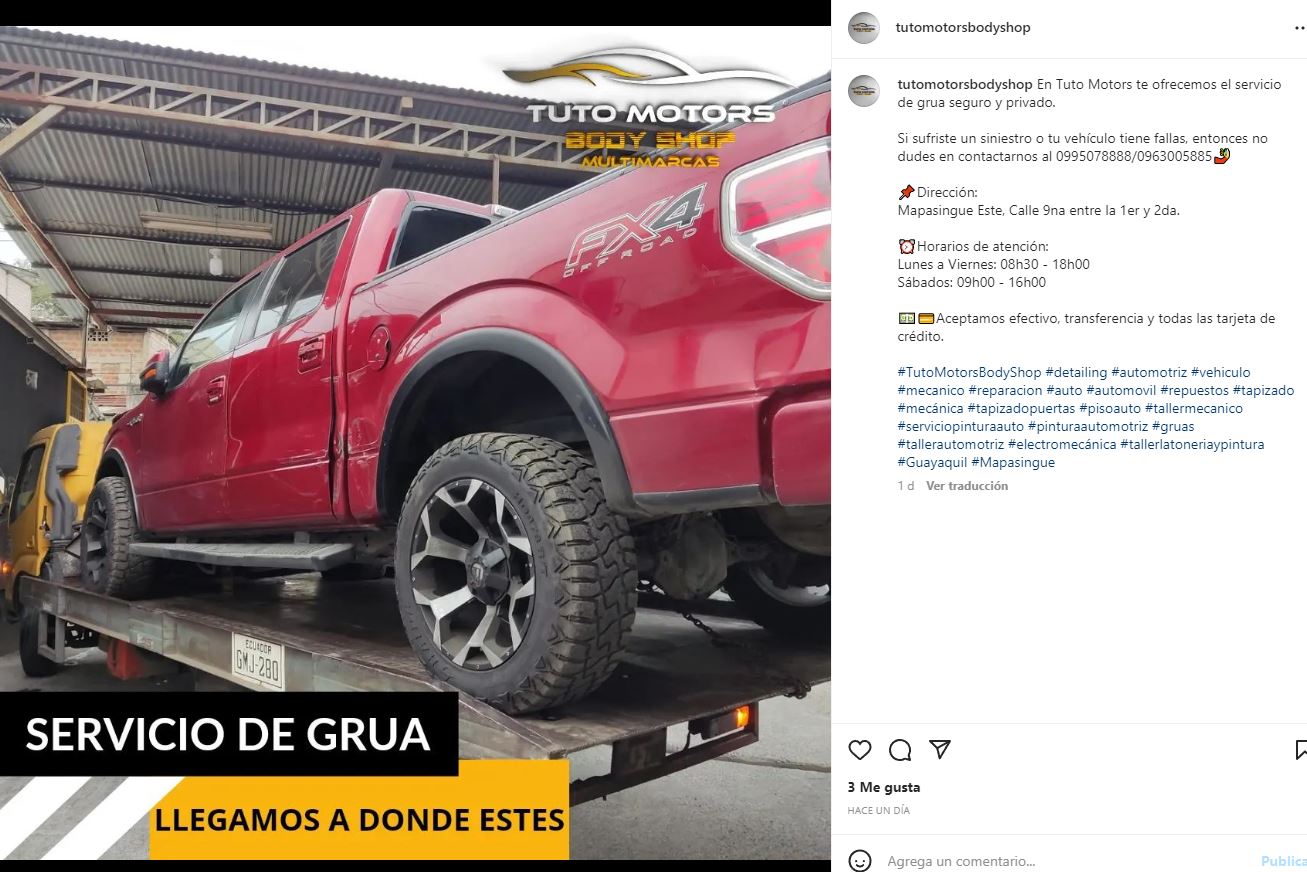 TUTO MOTORS
BODY SHOP
MULTIMARCAS
FX4
OFFROAD
ECUADOR
GMJ-280
SERVICIO DE GRUA
LLEGAMOS A DONDE ESTES
tutomotorsbodyshop
tutomotorsbodyshop En Tuto Motors te ofrecemos el servicio
de grua seguro y privado.
Si sufriste un siniestro o tu vehículo tiene fallas, entonces no
dudes en contactarnos al 0995078888/0963005885🤳
📌Dirección:
Mapasingue Este, Calle 9na entre la 1er y 2da.
⏰Horarios de atención:
Lunes a Viernes: 08h30 - 18h00
Sábados: 09h00 - 16h00
💵💳Aceptamos efectivo, transferencia y todas las tarjeta de
crédito.
#TutoMotorsBodyShop #detailing #automotriz #vehiculo
#mecanico #reparacion #auto #automovil #repuestos #tapizado
#mecánica #tapizadopuertas #pisoauto #tallermecanico
#serviciopinturaauto #pinturaautomotriz #gruas
#tallerautomotriz #electromecánica #tallerlatoneriaypintura
#Guayaquil #Mapasingue
1 d Ver traducción
3 Me gusta
HACE UN DÍA
Agrega un comentario... Publica